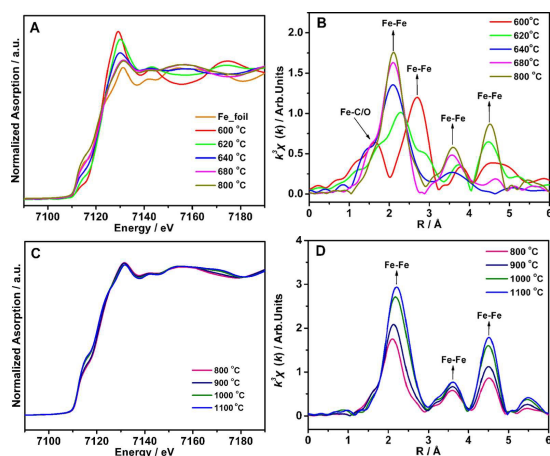 A
Normalized Asorption / a.u.
Fe_foil
600 °C
620 °C
640 °C
680 °C
800 °C
7100 7120 7140 7160 7180
Energy / eV
B
k³χ (k) / Arb.Units
2.0
1.5
1.0
0.5
0.0
Fe-Fe
Fe-Fe
Fe-C/O
Fe-Fe
Fe-Fe
600°C
620°C
640°C
680°C
800°C
0 1 2 3 4 5 6
R / Å
C
Normalized Asorption / a.u.
800 °C
900 °C
1000 °C
1100 °C
7100 7120 7140 7160 7180
Energy / eV
D
k³χ (k) / Arb.Units
4
3
2
1
0
Fe-Fe
Fe-Fe
Fe-Fe
800 °C
900 °C
1000 °C
1100 °C
0 1 2 3 4 5 6
R / Å